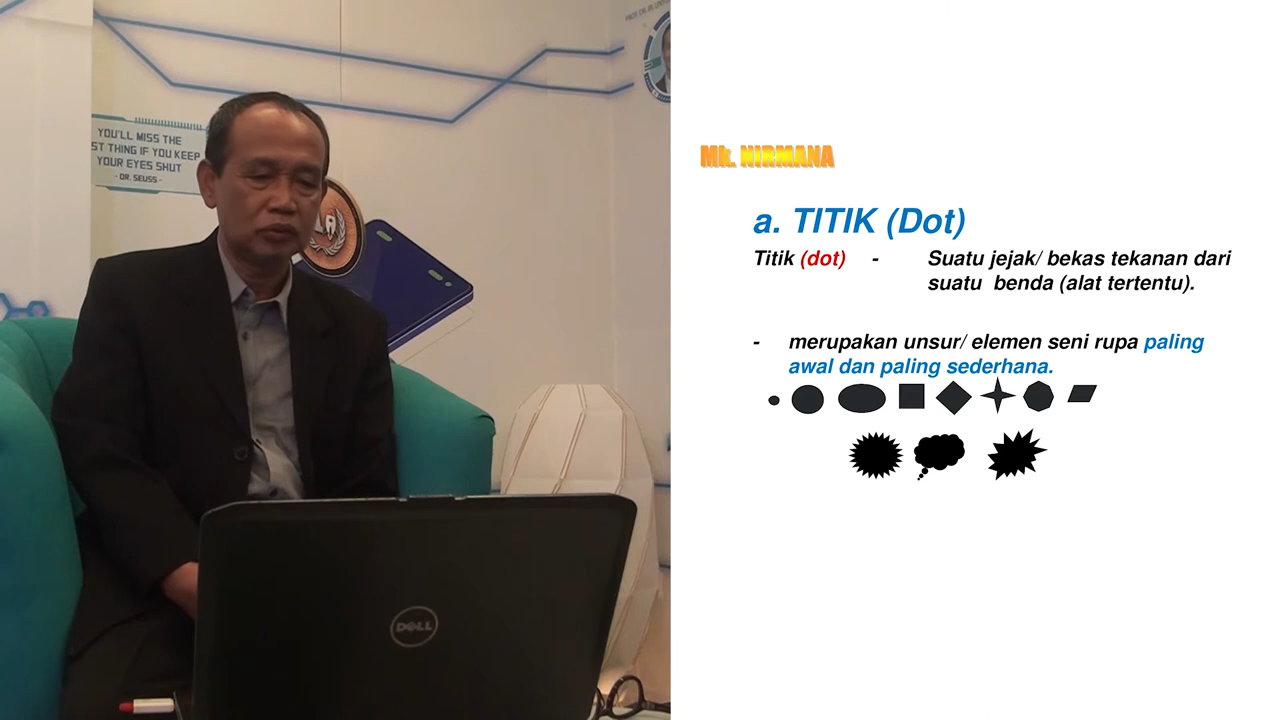 YOU'LL MISS THE
ST THING IF YOU KEEP
YOUR EYES SHUT
- DR. SEUSS -
DELL
Mk. NIRMANA
a. TITIK (Dot)
Titik (dot) - Suatu jejak/ bekas tekanan dari
suatu benda (alat tertentu).
- merupakan unsur/ elemen seni rupa paling
awal dan paling sederhana.